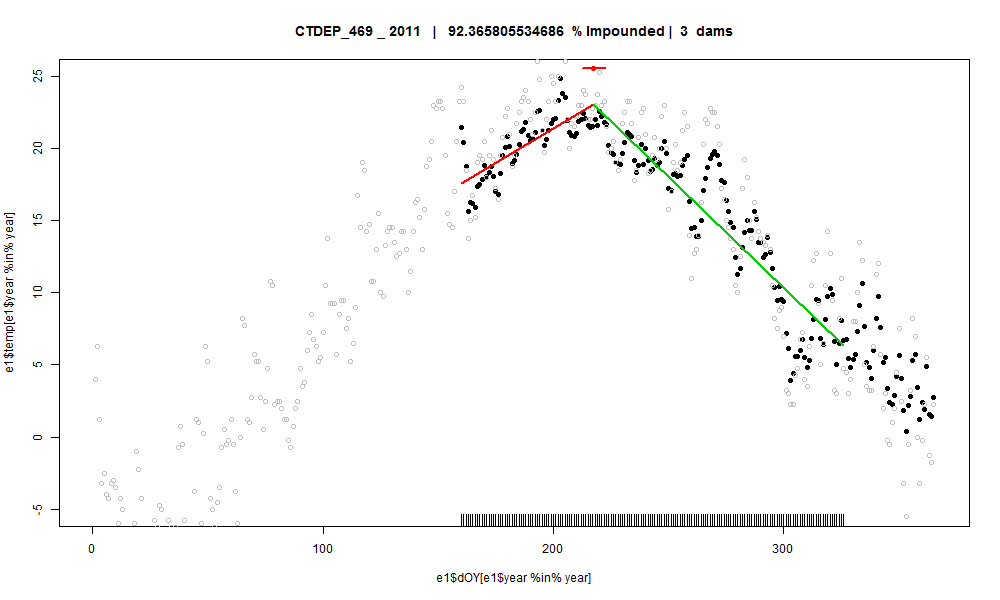 CTDEP_469 _ 2011 | 92.365805534686 % Impounded | 3 dams
e1$temp[e1$year %in% year]
25
20
15
10
5
0
-5
0 100 200 300
e1$dOY[e1$year %in% year]